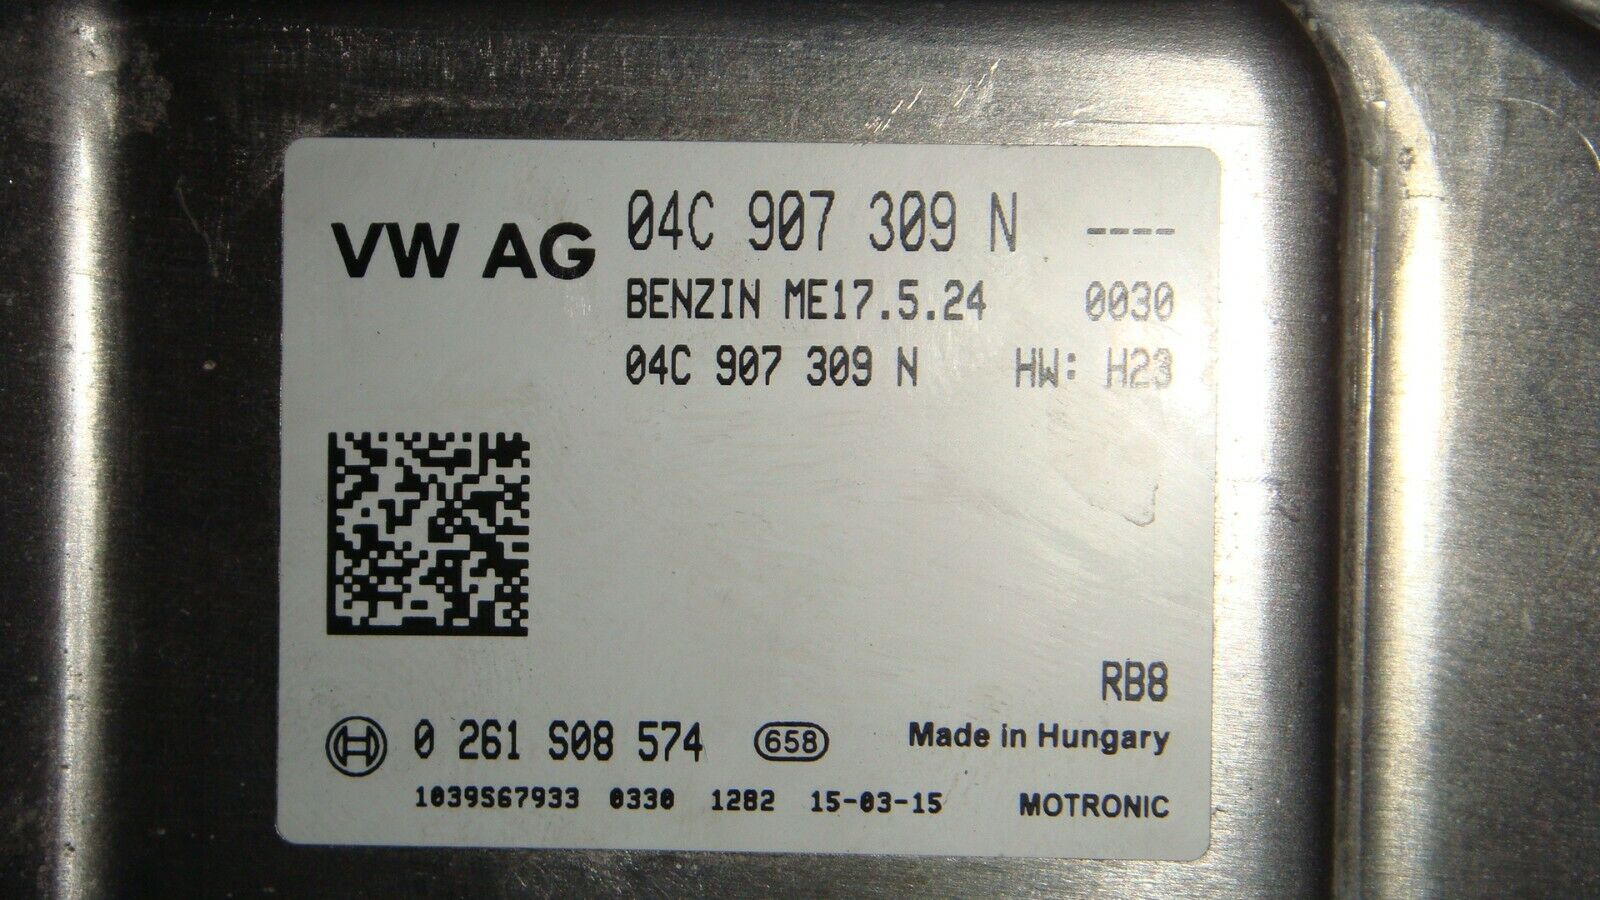 VW AG 04C 907 309 N ----
BENZIN ME17.5.24 0030
04C 907 309 N HW: H23
RB8
0 261 S08 574 658 Made in Hungary
1039S67933 0330 1282 15-03-15 MOTRONIC